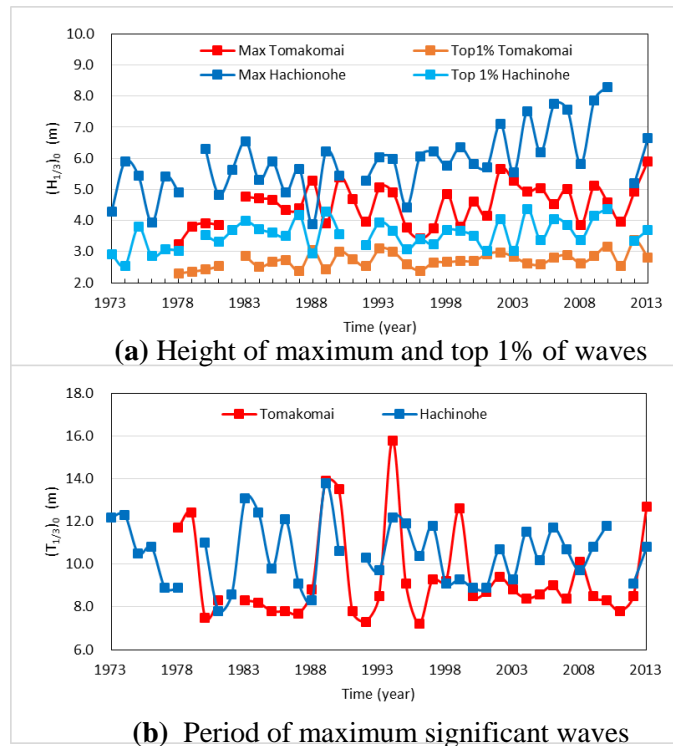 10.0
9.0
8.0
7.0
6.0
5.0
4.0
3.0
2.0
(H1/3)0 (m)
Max Tomakomai
Top1% Tomakomai
Max Hachionohe
Top 1% Hachinohe
1973 1978 1983 1988 1993 1998 2003 2008 2013
Time (year)
(a) Height of maximum and top 1% of waves
18.0
16.0
14.0
12.0
10.0
8.0
6.0
(T1/3)0 (m)
Tomakomai
Hachinohe
1973 1978 1983 1988 1993 1998 2003 2008 2013
Time (year)
(b) Period of maximum significant waves